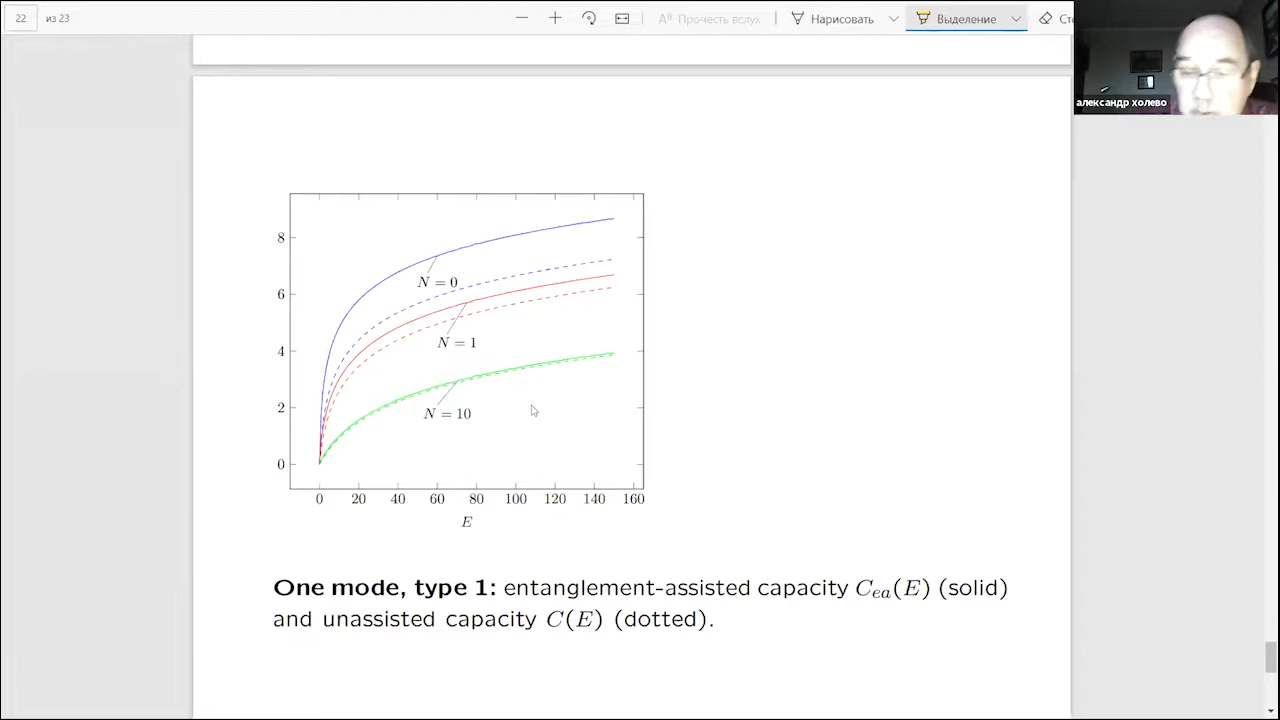 22 из 23
Прочесть вслух
Нарисовать
Выделение
александр холево
8
6
4
2
0
N = 0
N = 1
N = 10
0 20 40 60 80 100 120 140 160
E
One mode, type 1: entanglement-assisted capacity Cea(E) (solid)
and unassisted capacity C(E) (dotted).